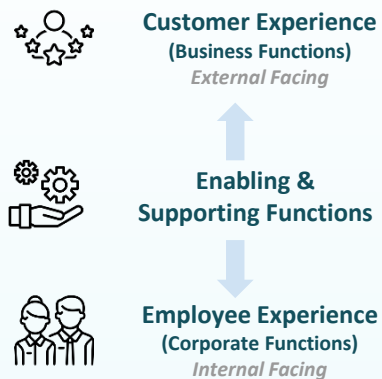 Customer Experience
(Business Functions)
External Facing
Enabling &
Supporting Functions
Employee Experience
(Corporate Functions)
Internal Facing